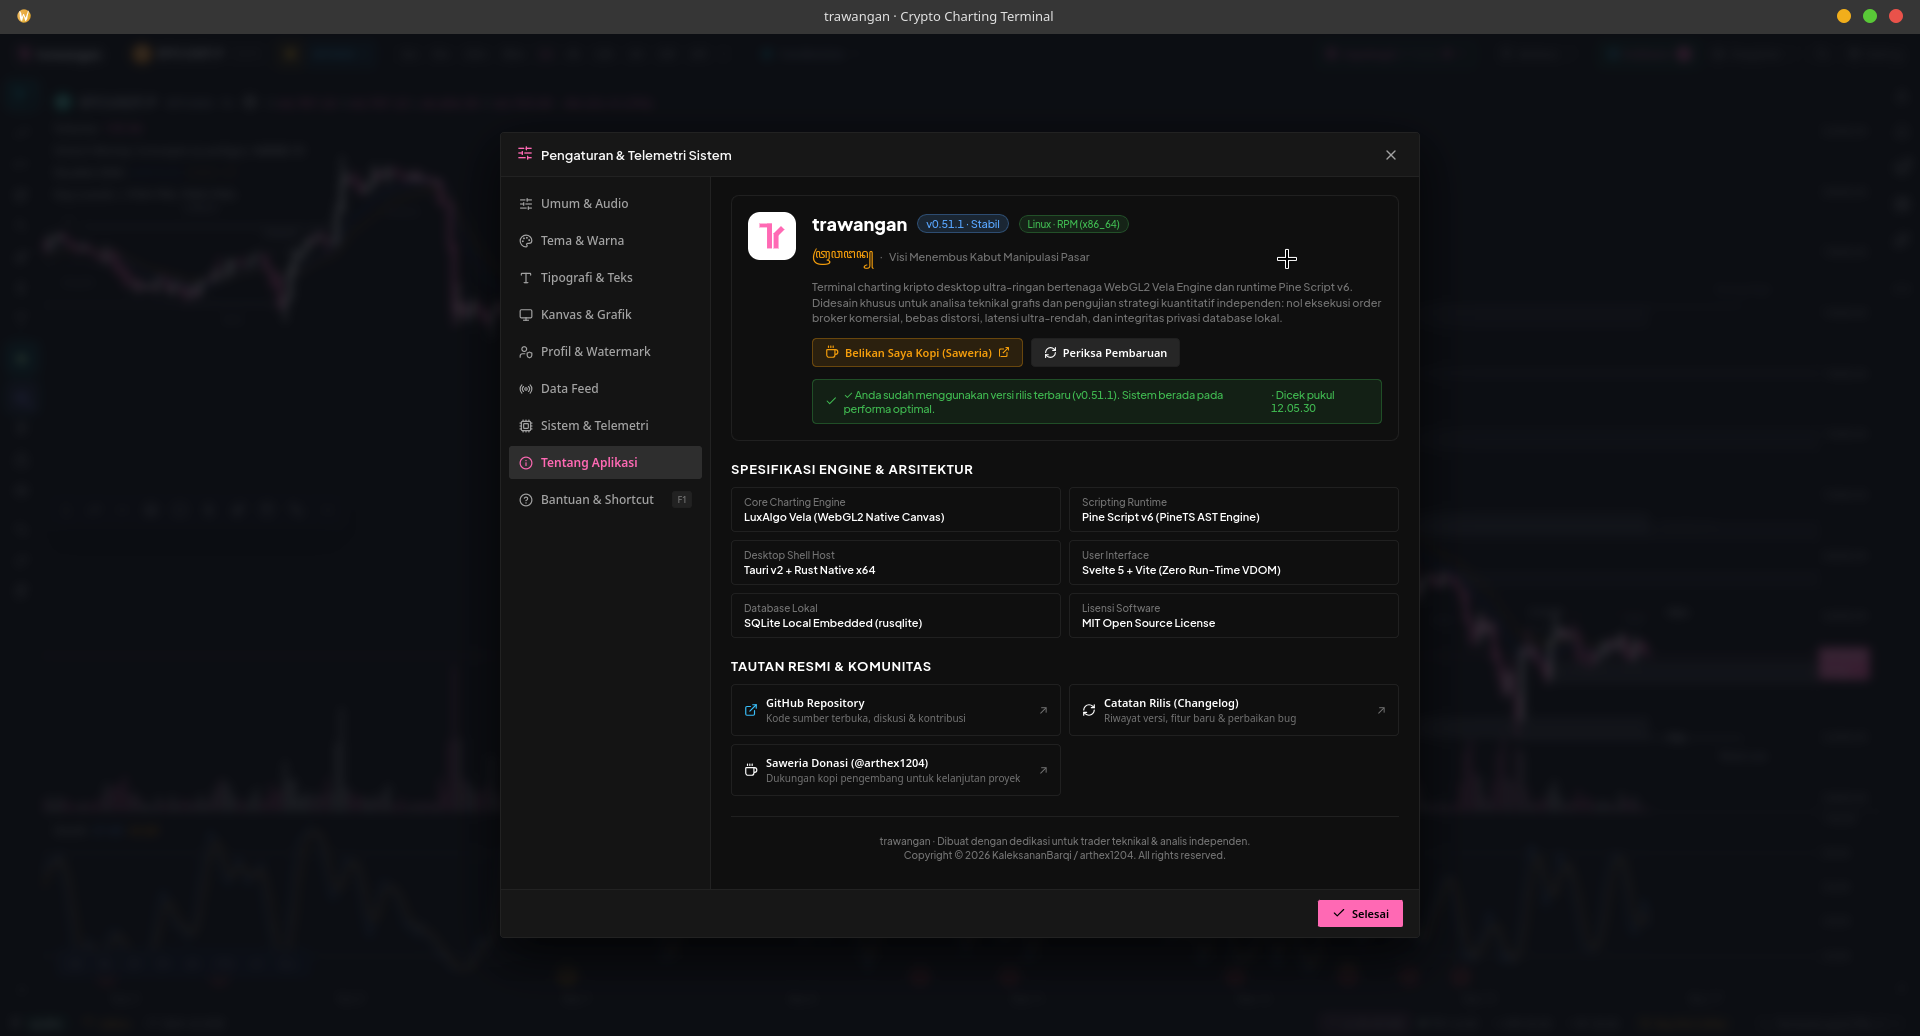 trawangan · Crypto Charting Terminal
Pengaturan & Telemetri Sistem
Umum & Audio
Tema & Warna
Tipografi & Teks
Kanvas & Grafik
Profil & Watermark
Data Feed
Sistem & Telemetri
Tentang Aplikasi
Bantuan & Shortcut F1
trawangan v0.51.1 · Stabil Linux · RPM (x86_64)
· Visi Menembus Kabut Manipulasi Pasar
Terminal charting kripto desktop ultra-ringan bertenaga WebGL2 Vela Engine dan runtime Pine Script v6.
Didesain khusus untuk analisa teknikal grafis dan pengujian strategi kuantitatif independen: nol eksekusi order
broker komersial, bebas distorsi, latensi ultra-rendah, dan integritas privasi database lokal.
Belikan Saya Kopi (Saweria)
Periksa Pembaruan
✓ Anda sudah menggunakan versi rilis terbaru (v0.51.1). Sistem berada pada
performa optimal.
· Dicek pukul
12.05.30
SPESIFIKASI ENGINE & ARSITEKTUR
Core Charting Engine
LuxAlgo Vela (WebGL2 Native Canvas)
Scripting Runtime
Pine Script v6 (PineTS AST Engine)
Desktop Shell Host
Tauri v2 + Rust Native x64
User Interface
Svelte 5 + Vite (Zero Run-Time VDOM)
Database Lokal
SQLite Local Embedded (rusqlite)
Lisensi Software
MIT Open Source License
TAUTAN RESMI & KOMUNITAS
GitHub Repository
Kode sumber terbuka, diskusi & kontribusi
Catatan Rilis (Changelog)
Riwayat versi, fitur baru & perbaikan bug
Saweria Donasi (@arthex1204)
Dukungan kopi pengembang untuk kelanjutan proyek
trawangan · Dibuat dengan dedikasi untuk trader teknikal & analis independen.
Copyright © 2026 KaleksananBarqi / arthex1204. All rights reserved.
Selesai